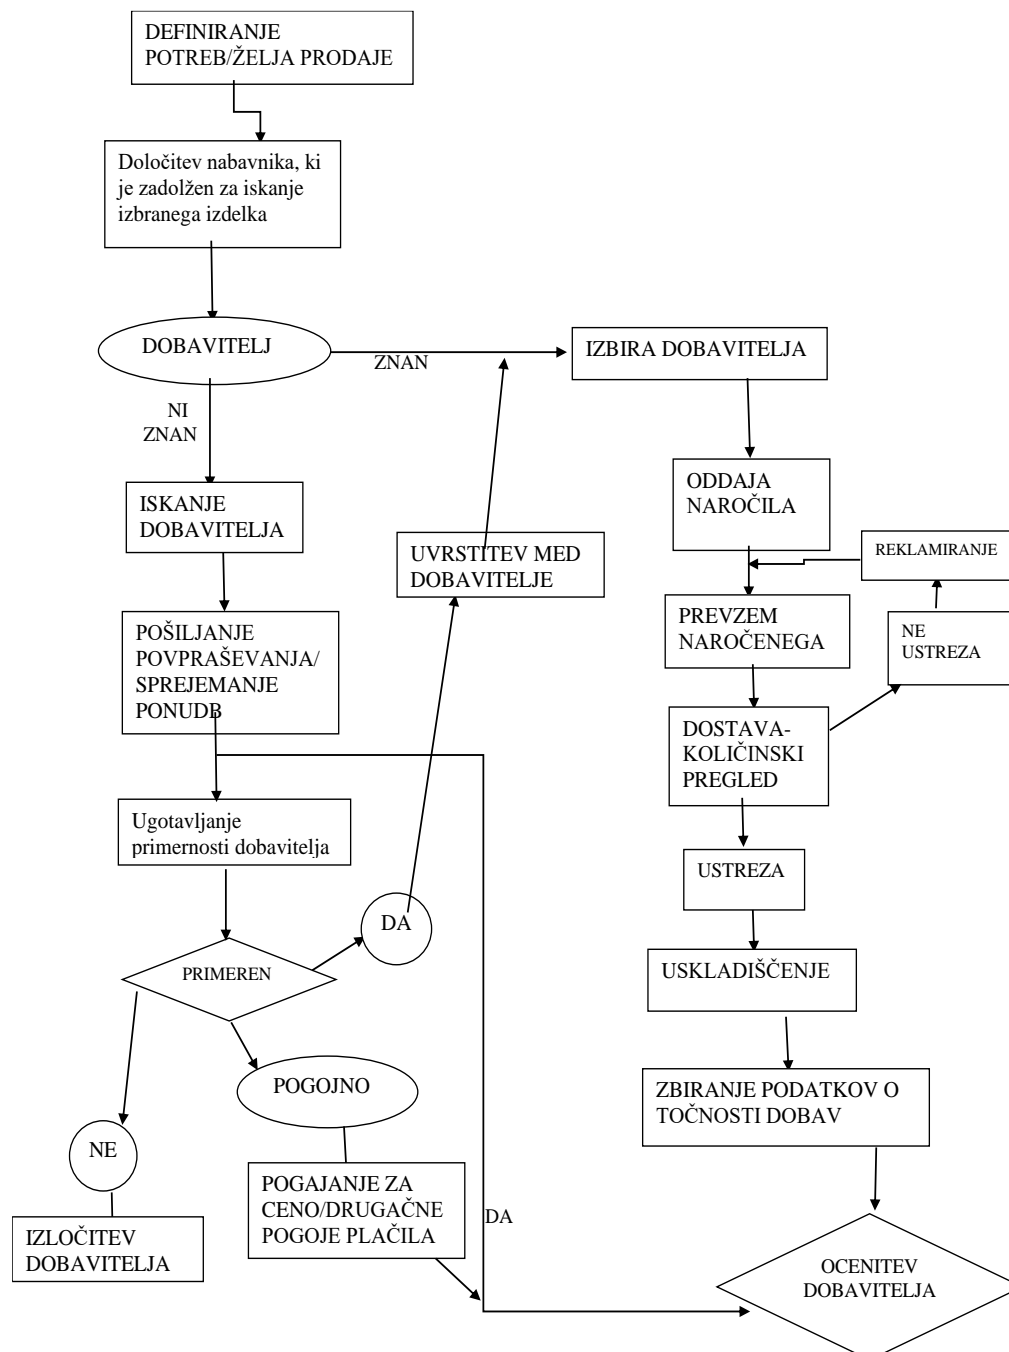 DEFINIRANJE
POTREB/ŽELJA PRODAJE
Določitev nabavnika, ki
je zadolžen za iskanje
izbranega izdelka
DOBAVITELJ
ZNAN
IZBIRA DOBAVITELJA
NI
ZNAN
ISKANJE
DOBAVITELJA
UVRSTITEV MED
DOBAVITELJE
ODDAJA
NAROČILA
REKLAMIRANJE
PREVZEM
NAROČENEGA
NE
USTREZA
POŠILJANJE
POVPRAŠEVANJA/
SPREJEMANJE
PONUDB
DOSTAVA-
KOLIČINSKI
PREGLED
Ugotavljanje
primernosti dobavitelja
USTREZA
DA
PRIMEREN
USKLADIŠČENJE
POGOJNO
ZBIRANJE PODATKOV O
TOČNOSTI DOBAV
NE
POGAJANJE ZA
CENO/DRUGAČNE
POGOJE PLAČILA
DA
IZLOČITEV
DOBAVITELJA
OCENITEV
DOBAVITELJA